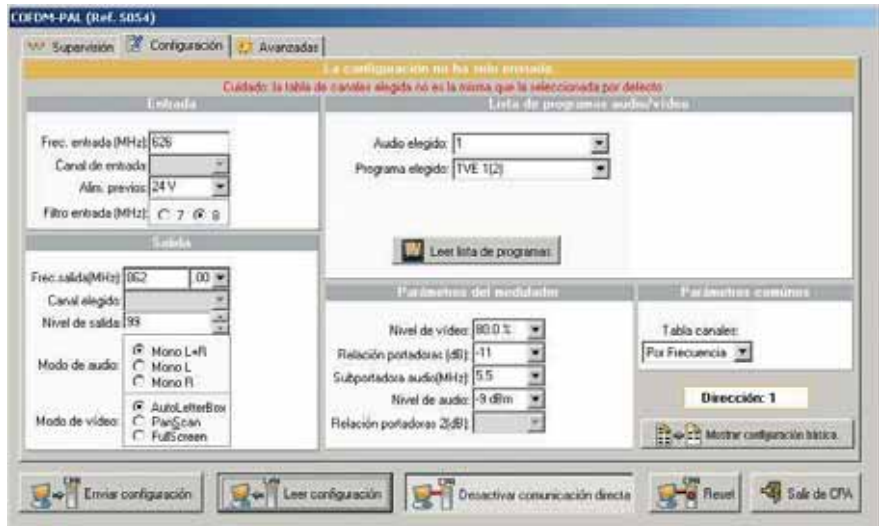 COFDM-PAL (Ref. 5054)
Supervisión Configuración Avanzadas
La configuración no ha sido enviada.
Cuidado: la tabla de canales elegida no es la misma que la seleccionada por defecto
Entrada
Frec. entrada (MHz): 626
Canal de entrada:
Alim. previos: 24 V
Filtro entrada (MHz): 7 8
Salida
Frec.salida(MHz): 862 .00
Canal elegido:
Nivel de salida: 99
Modo de audio:
Mono L+R
Mono L
Mono R
Modo de vídeo:
AutoLetterBox
PanScan
FullScreen
Lista de programas audio/vídeo
Audio elegido: 1
Programa elegido: TVE 1(2)
Leer lista de programas
Parámetros del modulador
Nivel de vídeo: 80.0 %
Relación portadoras (dB): -11
Subportadora audio(MHz): 5.5
Nivel de audio: -9 dBm
Relación portadoras 2(dB):
Parámetros comúnes
Tabla canales:
Por Frecuencia
Dirección: 1
Mostrar configuración básica.
Enviar configuración
Leer configuración
Desactivar comunicación directa
Reset
Salir de CPA